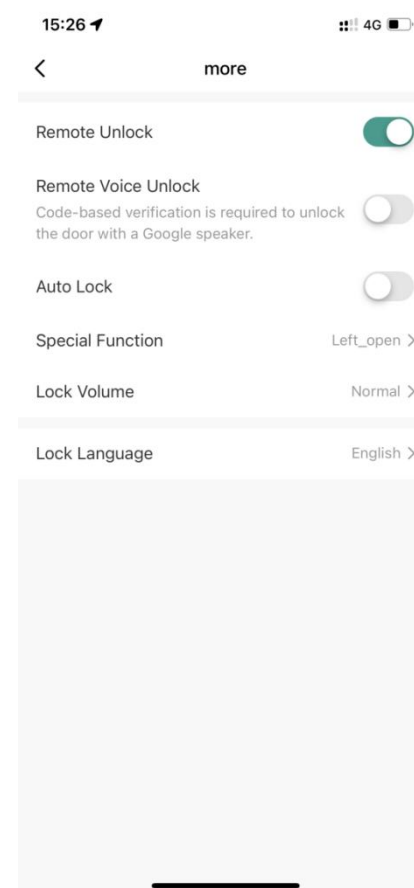 15:26
4G
more
Remote Unlock
Remote Voice Unlock
Code-based verification is required to unlock
the door with a Google speaker.
Auto Lock
Special Function Left_open
Lock Volume Normal
Lock Language English